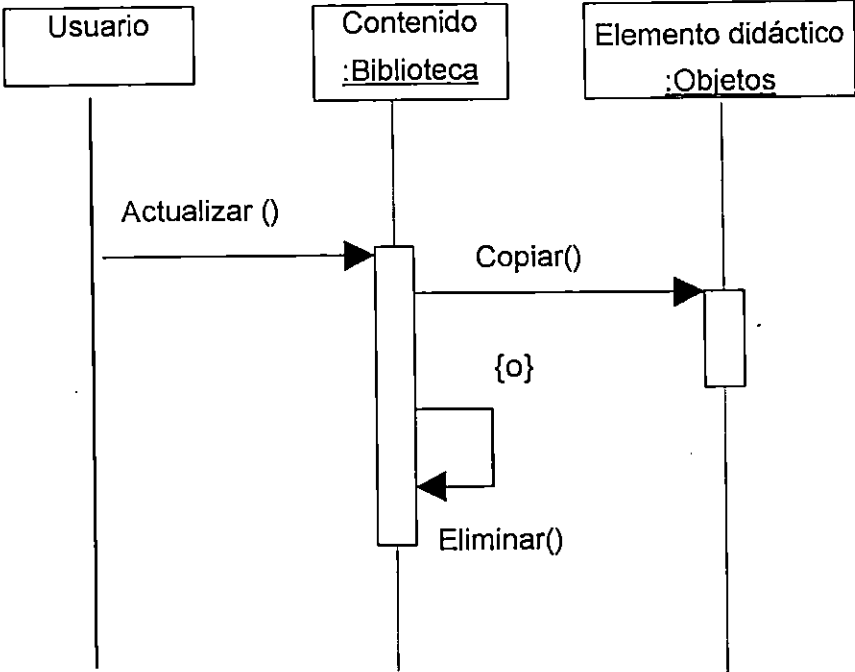 Usuario
Contenido
:Biblioteca
Elemento didáctico
:Objetos
Actualizar ()
Copiar()
{o}
Eliminar()